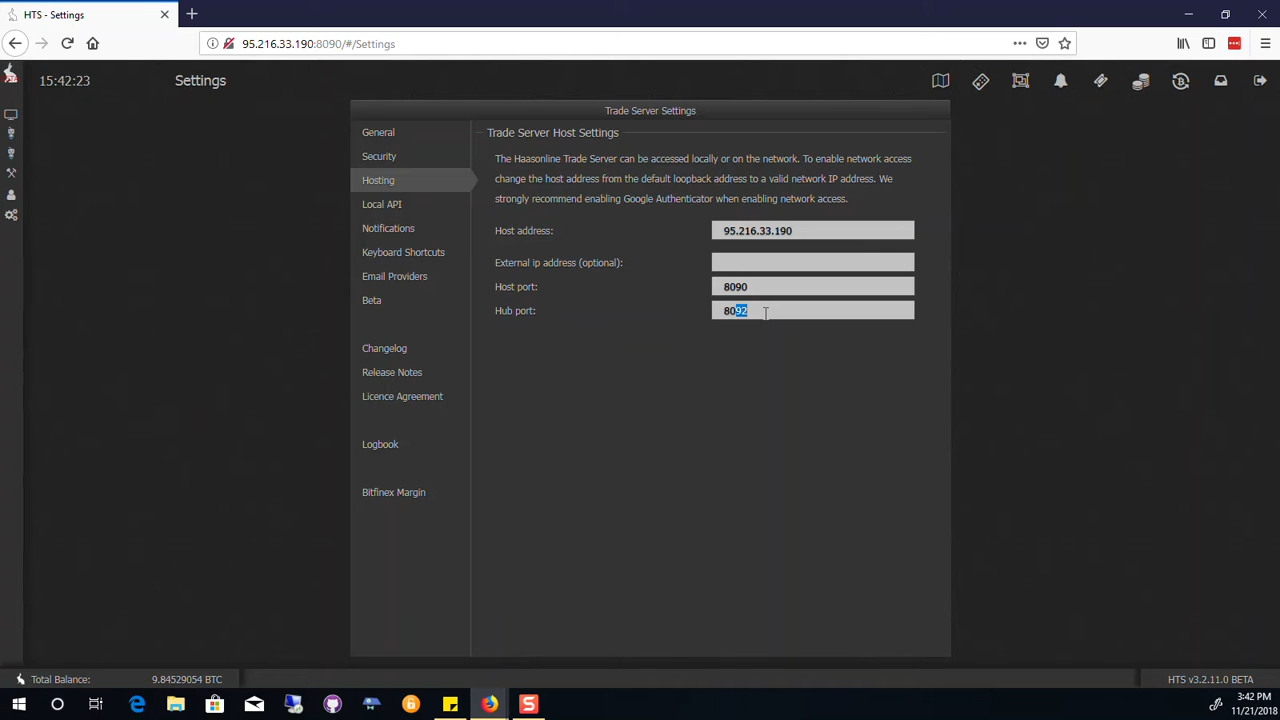 HTS - Settings
95.216.33.190:8090/#/Settings
15:42:23
Settings
Trade Server Settings
General
Security
Hosting
Local API
Notifications
Keyboard Shortcuts
Email Providers
Beta
Changelog
Release Notes
Licence Agreement
Logbook
Bitfinex Margin
Trade Server Host Settings
The Haasonline Trade Server can be accessed locally or on the network. To enable network access
change the host address from the default loopback address to a valid network IP address. We
strongly recommend enabling Google Authenticator when enabling network access.
Host address: 95.216.33.190
External ip address (optional):
Host port: 8090
Hub port: 8092
Total Balance: 9.84529054 BTC
HTS v3.2.11.0 BETA
3:42 PM
11/21/2018